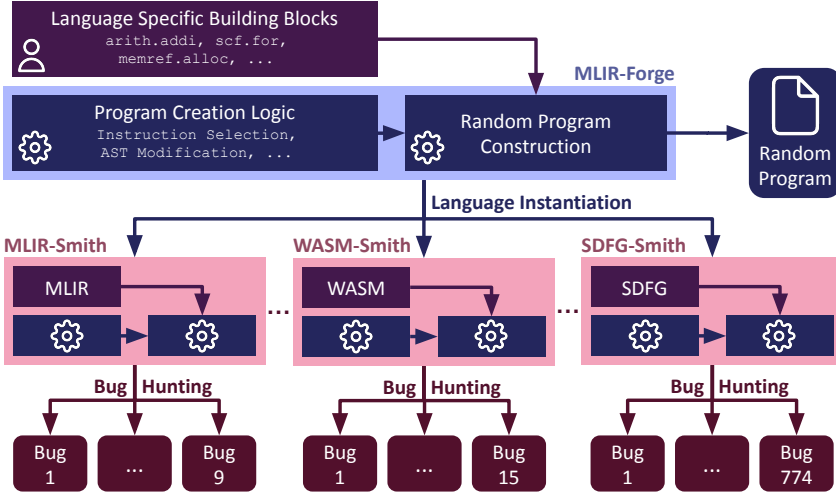 Language Specific Building Blocks
arith.addi, scf.for,
memref.alloc, ...
MLIR-Forge
Program Creation Logic
Instruction Selection,
AST Modification, ...
Random Program
Construction
Random
Program
Language Instantiation
MLIR-Smith
WASM-Smith
SDFG-Smith
MLIR
...
WASM
...
SDFG
Bug Hunting
Bug Hunting
Bug Hunting
Bug
1
...
Bug
9
Bug
1
...
Bug
15
Bug
1
...
Bug
774